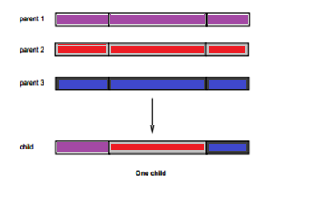 parent 1
parent 2
parent 3
child
One child